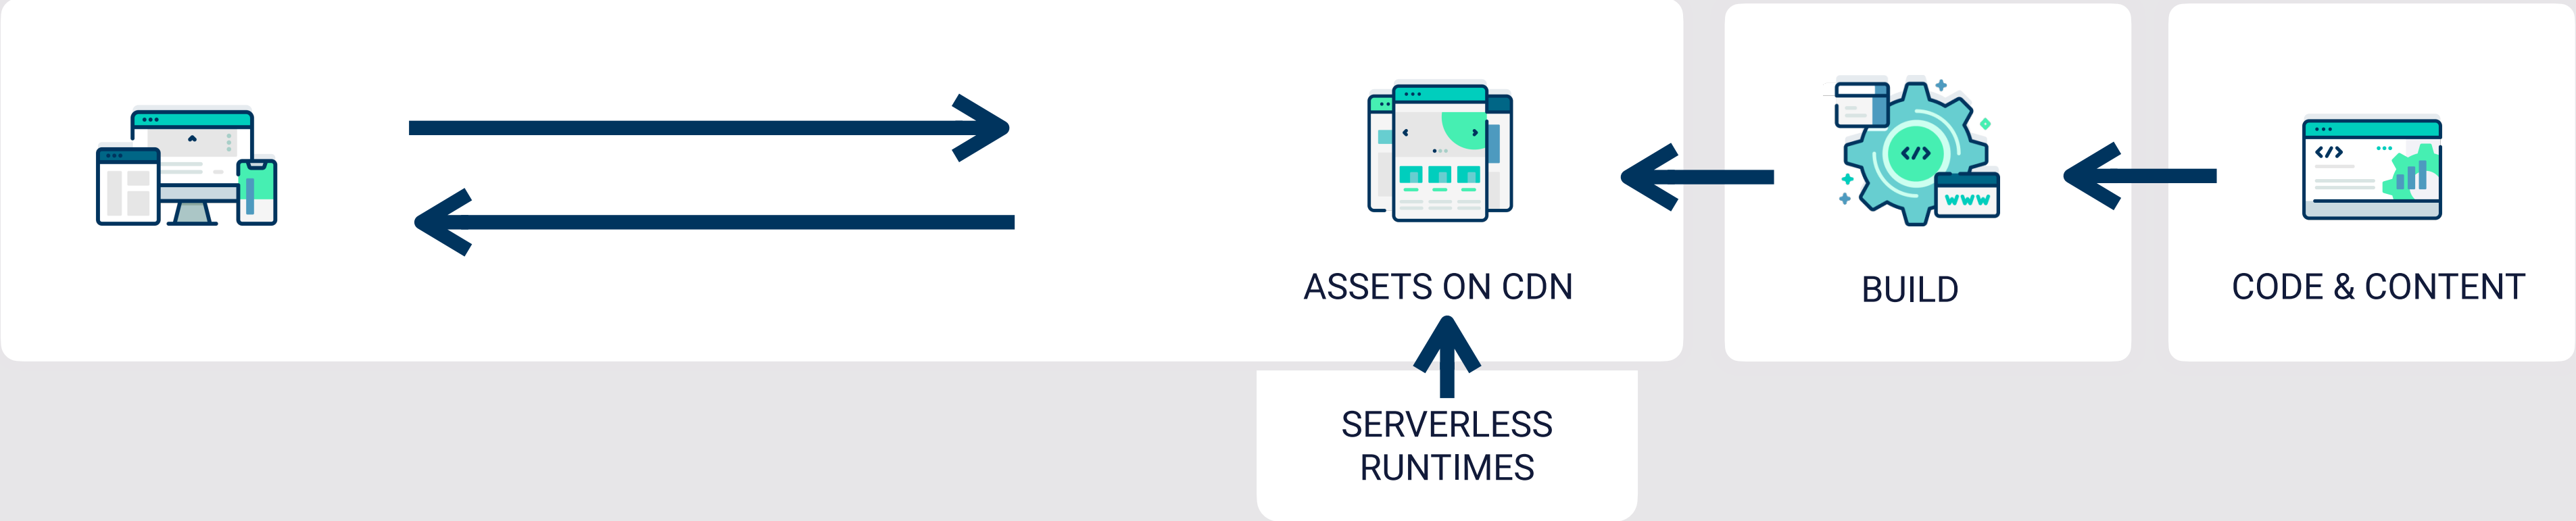 ASSETS ON CDN
BUILD
CODE & CONTENT
SERVERLESS
RUNTIMES